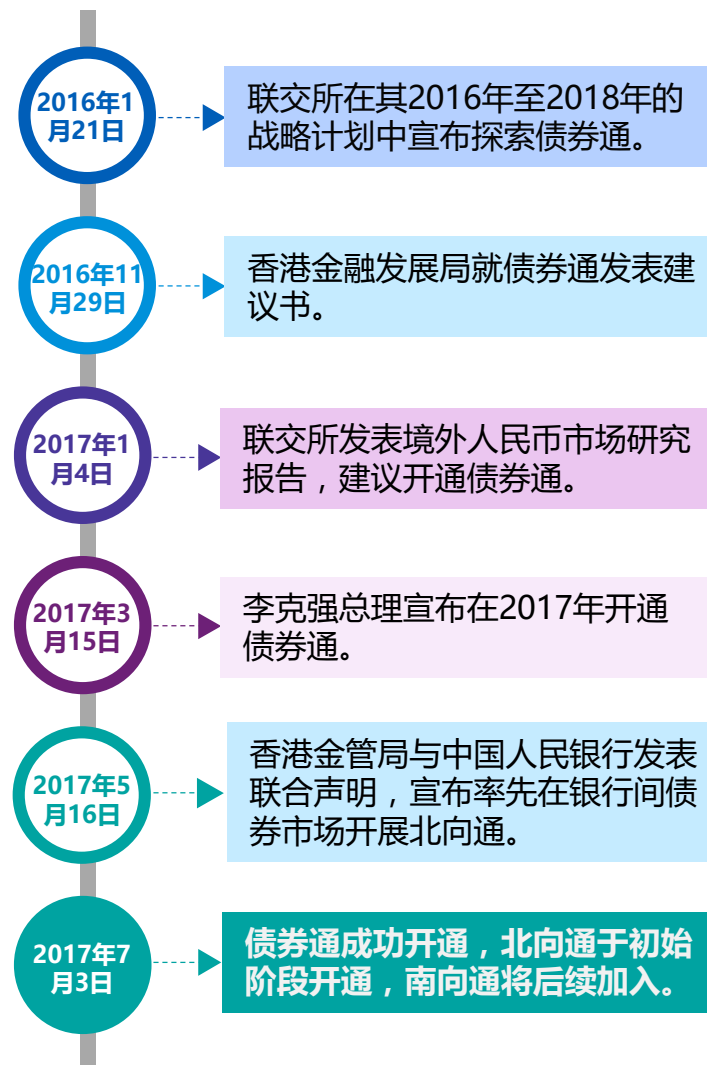 2016年1
月21日
联交所在其2016年至2018年的
战略计划中宣布探索债券通。
2016年11
月29日
香港金融发展局就债券通发表建
议书。
2017年1
月4日
联交所发表境外人民币市场研究
报告，建议开通债券通。
2017年3
月15日
李克强总理宣布在2017年开通
债券通。
2017年5
月16日
香港金管局与中国人民银行发表
联合声明，宣布率先在银行间债
券市场开展北向通。
2017年7
月3日
债券通成功开通，北向通于初始
阶段开通，南向通将后续加入。